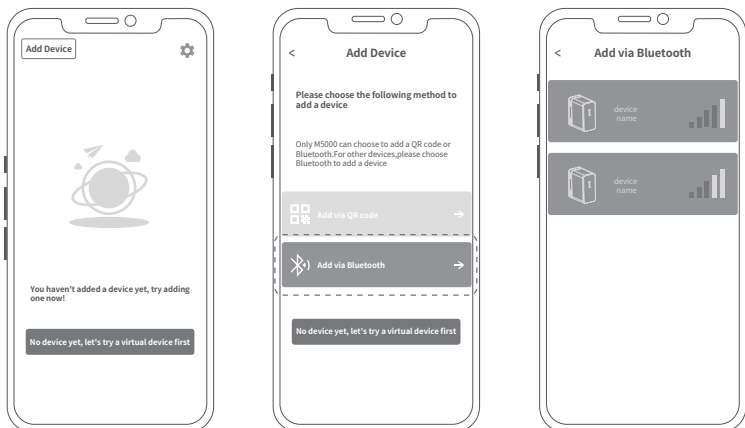 Add Device
You haven't added a device yet, try adding
one now!
No device yet, let's try a virtual device first
<
Add Device
Please choose the following method to
add a device
Only M5000 can choose to add a QR code or
Bluetooth.For other devices,please choose
Bluetooth to add a device
Add via QR code
Add via Bluetooth
No device yet, let's try a virtual device first
<
Add via Bluetooth
device
name
device
name